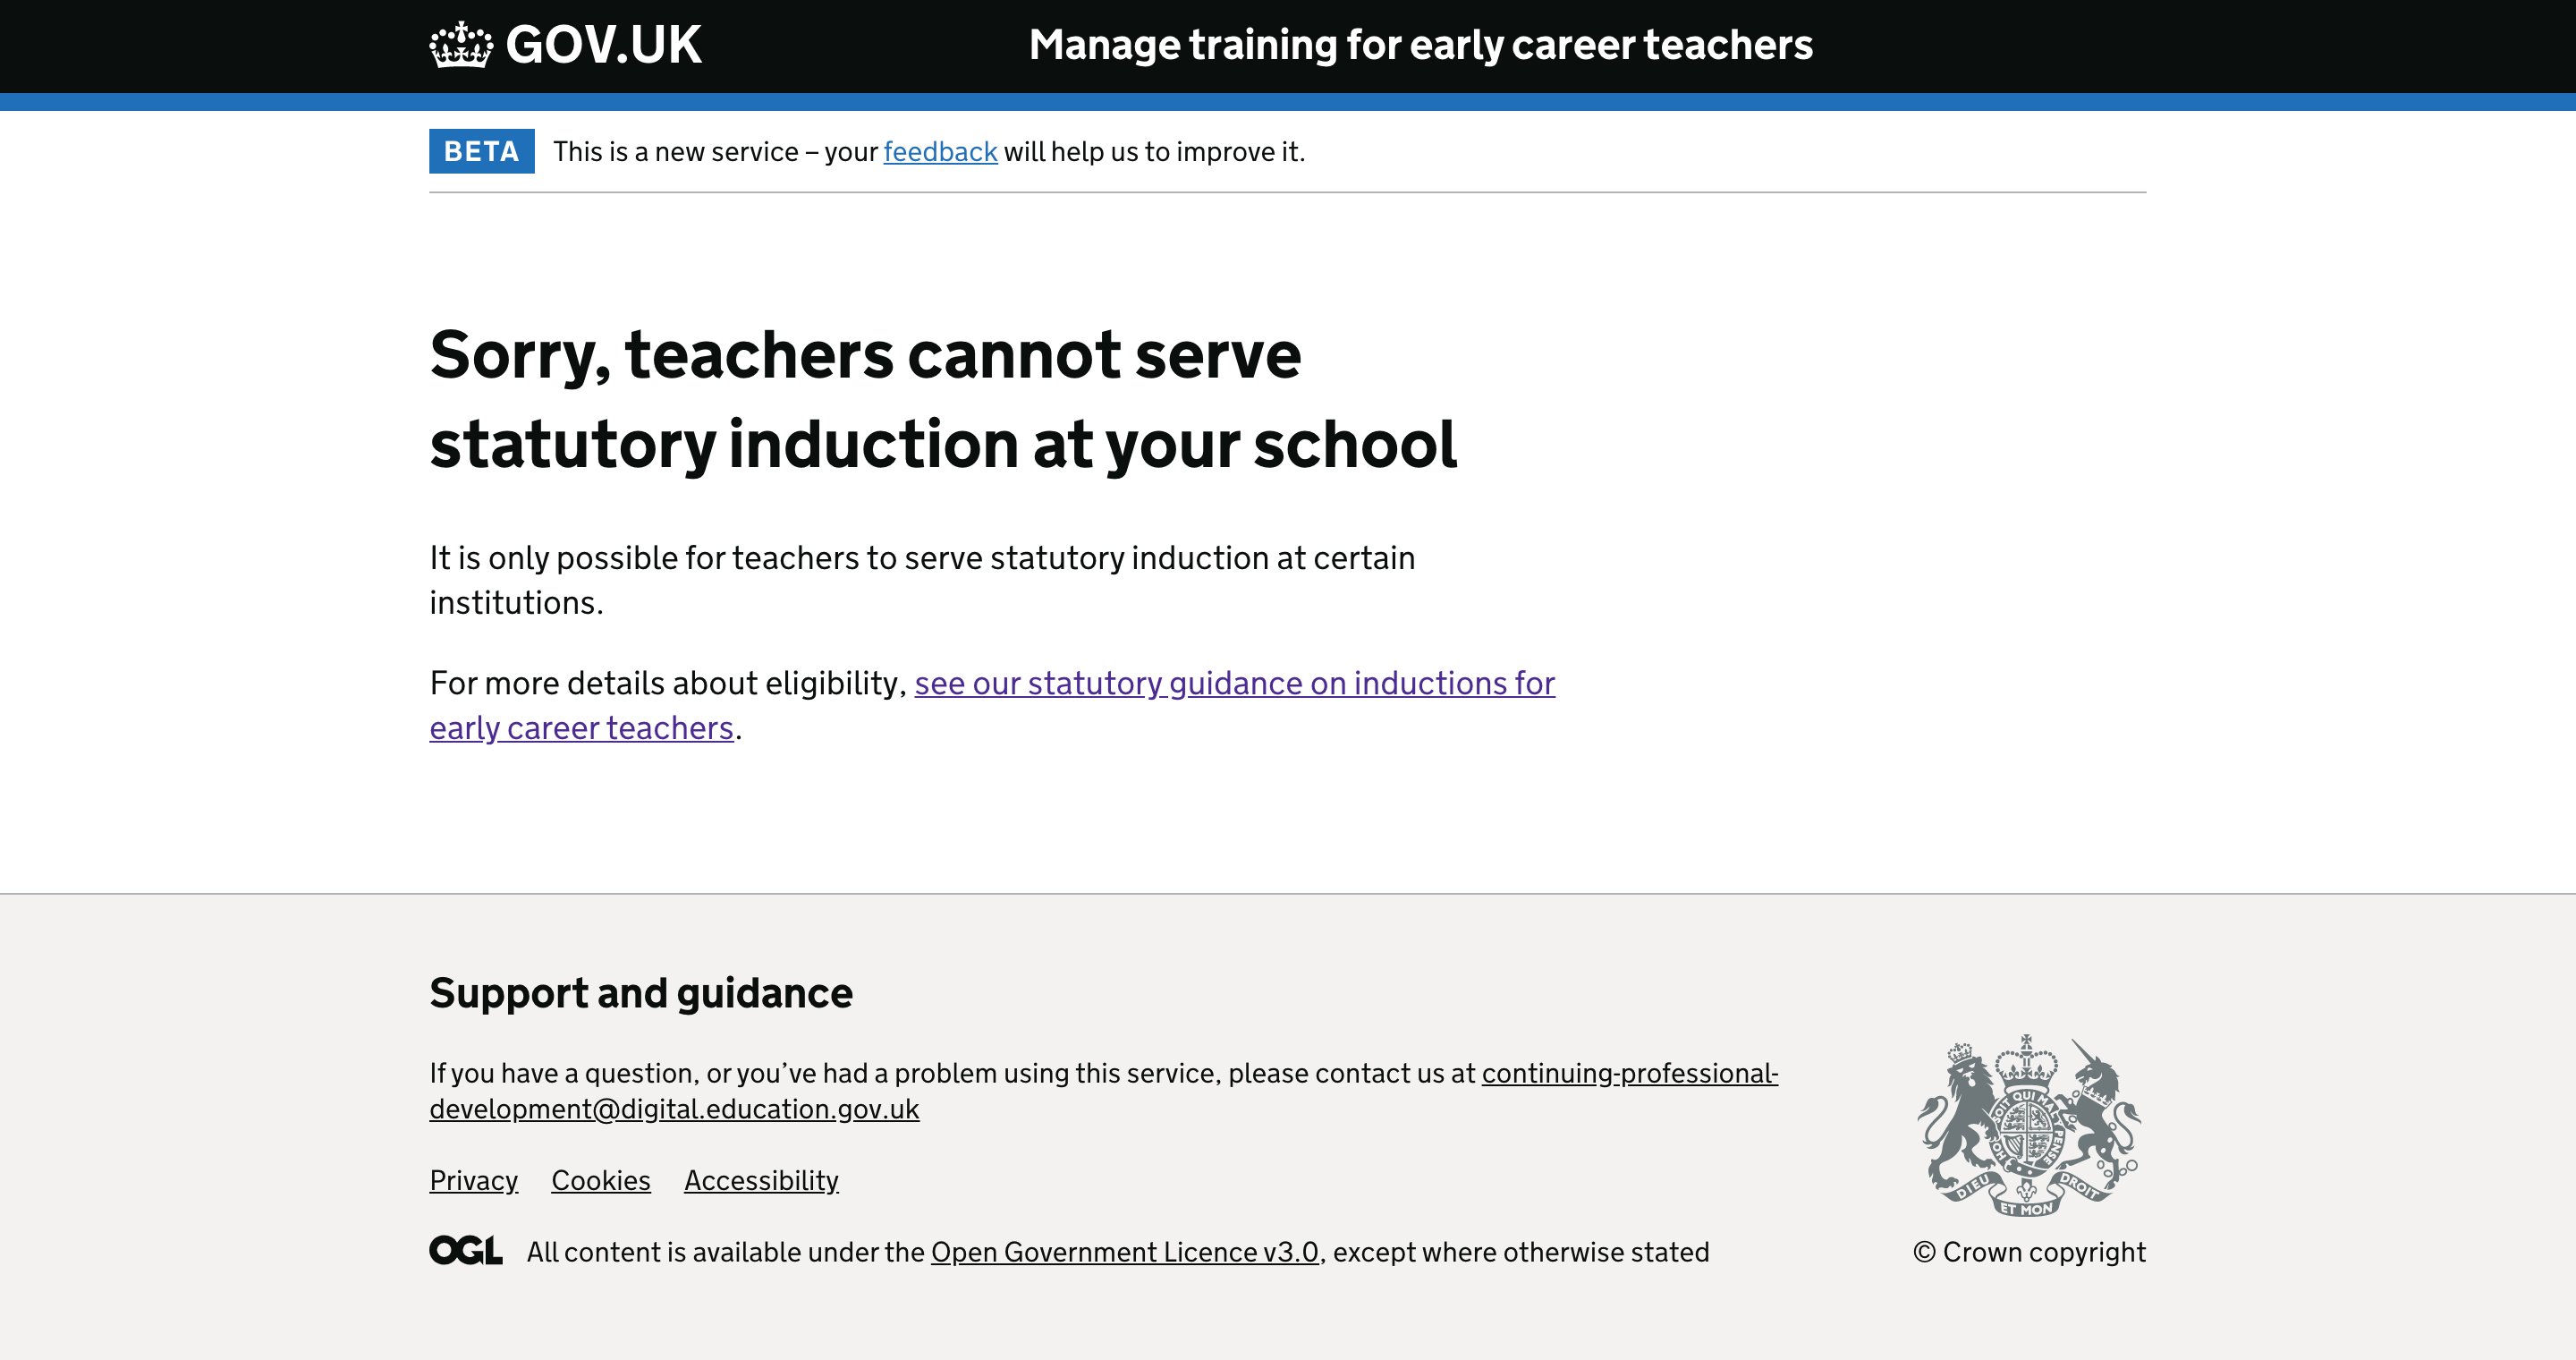 GOV.UK
Manage training for early career teachers
BETA This is a new service – your feedback will help us to improve it.
Sorry, teachers cannot serve
statutory induction at your school
It is only possible for teachers to serve statutory induction at certain
institutions.
For more details about eligibility, see our statutory guidance on inductions for
early career teachers.
Support and guidance
If you have a question, or you’ve had a problem using this service, please contact us at continuing-professional-
development@digital.education.gov.uk
Privacy Cookies Accessibility
OGL All content is available under the Open Government Licence v3.0, except where otherwise stated
SOIT QUI MAL Y PENSE
DIEU ET MON DROIT
© Crown copyright